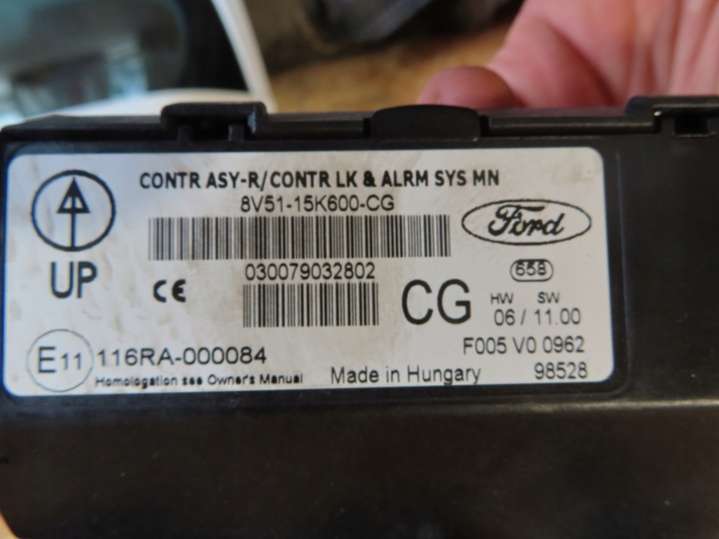 CONTR ASY-R/CONTR LK & ALRM SYS MN
8V51-15K600-CG
Ford
UP
CE
030079032802
CG
558
HW SW
06 / 11.00
E11 116RA-000084
F005 V0 0962
Homologation see Owner's Manual
Made in Hungary
98528